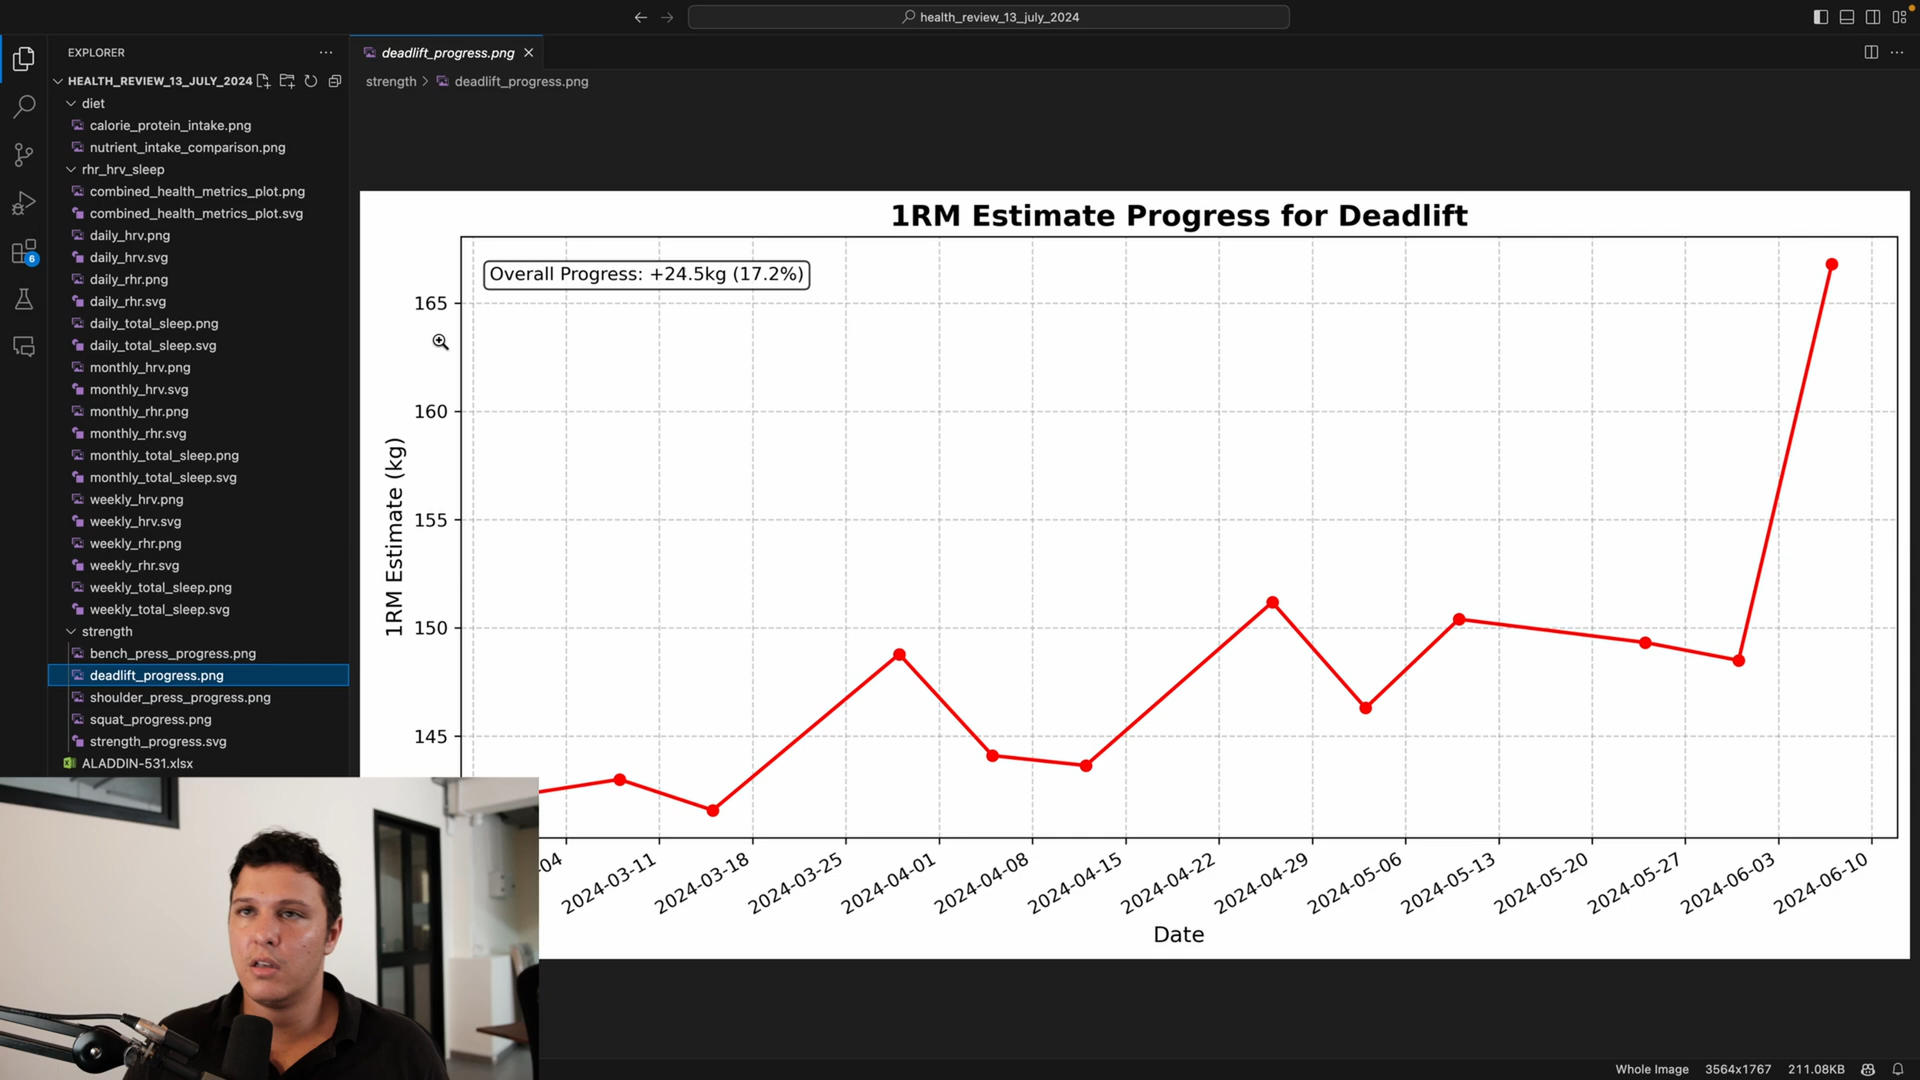 health_review_13_july_2024
EXPLORER
HEALTH_REVIEW_13_JULY_2024
diet
calorie_protein_intake.png
nutrient_intake_comparison.png
rhr_hrv_sleep
combined_health_metrics_plot.png
combined_health_metrics_plot.svg
daily_hrv.png
daily_hrv.svg
daily_rhr.png
daily_rhr.svg
daily_total_sleep.png
daily_total_sleep.svg
monthly_hrv.png
monthly_hrv.svg
monthly_rhr.png
monthly_rhr.svg
monthly_total_sleep.png
monthly_total_sleep.svg
weekly_hrv.png
weekly_hrv.svg
weekly_rhr.png
weekly_rhr.svg
weekly_total_sleep.png
weekly_total_sleep.svg
strength
bench_press_progress.png
deadlift_progress.png
shoulder_press_progress.png
squat_progress.png
strength_progress.svg
ALADDIN-531.xlsx
6
deadlift_progress.png
strength > deadlift_progress.png
1RM Estimate Progress for Deadlift
Overall Progress: +24.5kg (17.2%)
165
160
155
150
145
1RM Estimate (kg)
-04
2024-03-11
2024-03-18
2024-03-25
2024-04-01
2024-04-08
2024-04-15
2024-04-22
2024-04-29
2024-05-06
2024-05-13
2024-05-20
2024-05-27
2024-06-03
2024-06-10
Date
Whole Image 3564x1767 211.08KB